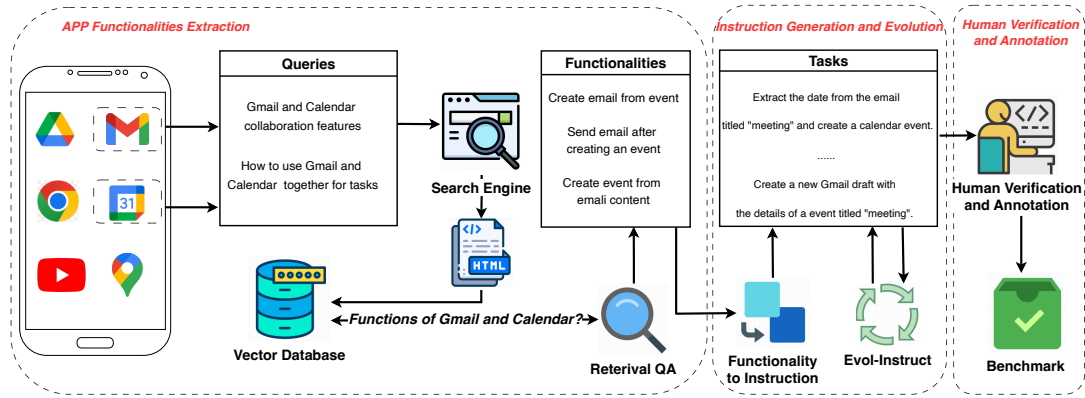 APP Functionalities Extraction
Queries
Gmail and Calendar
collaboration features
How to use Gmail and
Calendar together for tasks
31
Search Engine
HTML
Vector Database
Functions of Gmail and Calendar?
Functionalities
Create email from event
Send email after
creating an event
Create event from
emali content
Reterival QA
Instruction Generation and Evolution
Tasks
Extract the date from the email
titled "meeting" and create a calendar event.
......
Create a new Gmail draft with
the details of a event titled "meeting".
Functionality
to Instruction
Evol-Instruct
Human Verification
and Annotation
</>
Human Verification
and Annotation
Benchmark